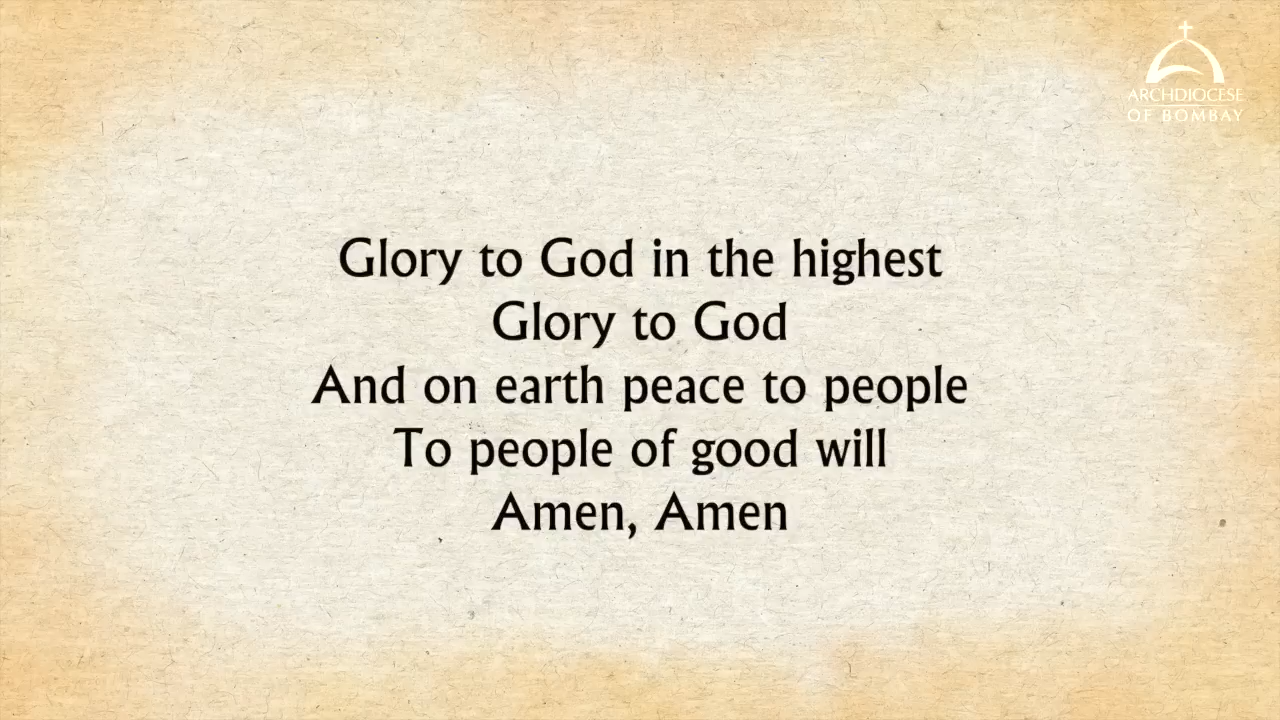 ARCHDIOCESE
OF BOMBAY
Glory to God in the highest
Glory to God
And on earth peace to people
To people of good will
Amen, Amen